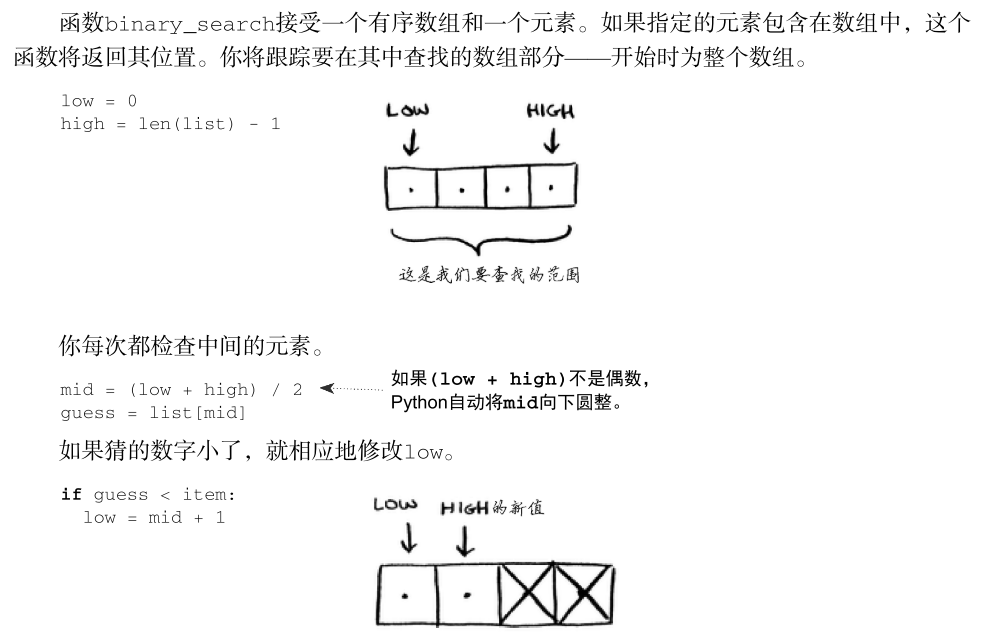 函数binary_search接受一个有序数组和一个元素。如果指定的元素包含在数组中，这个
函数将返回其位置。你将跟踪要在其中查找的数组部分——开始时为整个数组。
low = 0
high = len(list) - 1
LOW HIGH
这是我们要查找的范围
你每次都检查中间的元素。
mid = (low + high) / 2
guess = list[mid]
如果(low + high)不是偶数，
Python自动将mid向下圆整。
如果猜的数字小了，就相应地修改low。
if guess < item:
low = mid + 1
LOW HIGH的新值